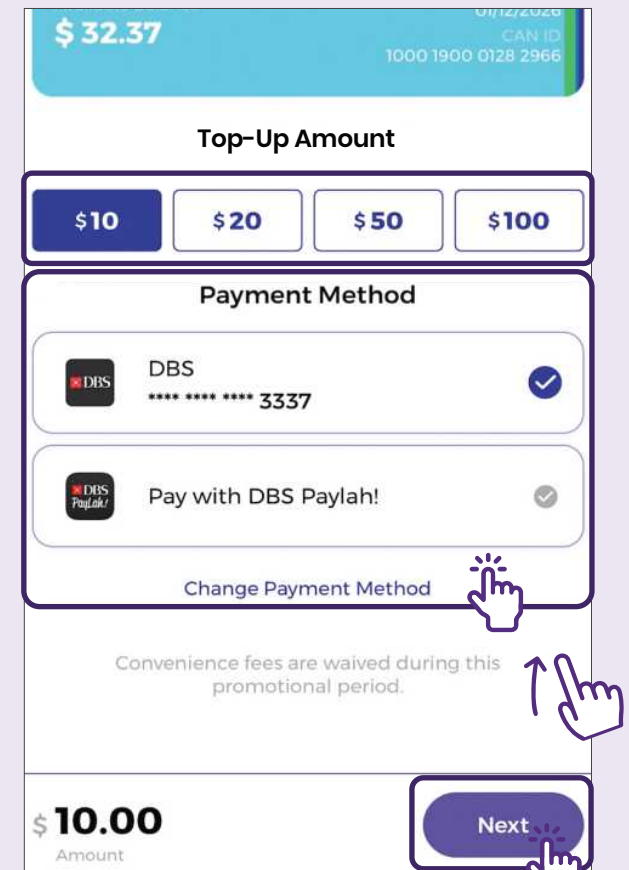 $ 32.37
01/12/2026
CAN ID
1000 1900 0128 2966
Top-Up Amount
$10 $20 $50 $100
Payment Method
DBS
DBS
**** **** **** 3337
DBS
PayLah!
Pay with DBS Paylah!
Change Payment Method
Convenience fees are waived during this
promotional period.
$ 10.00
Amount
Next